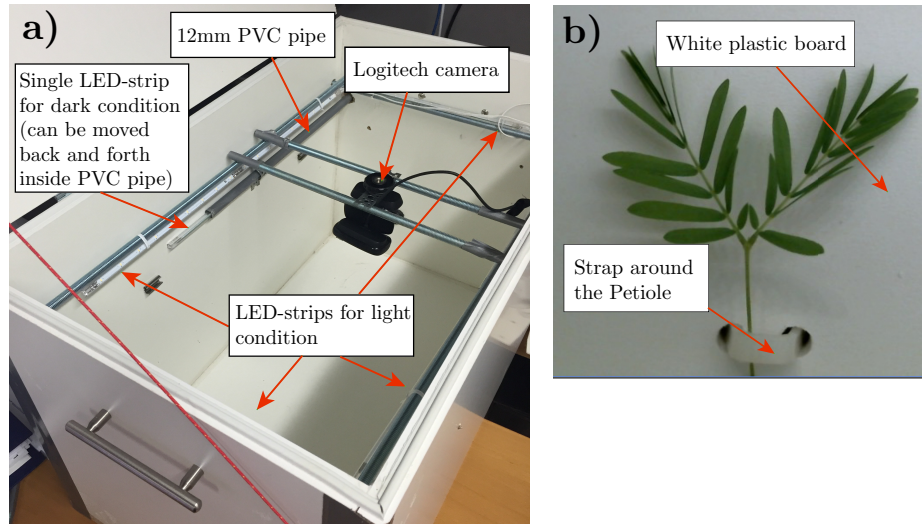 a)
12mm PVC pipe
Logitech camera
Single LED-strip
for dark condition
(can be moved
back and forth
inside PVC pipe)
LED-strips for light
condition
b)
White plastic board
Strap around
the Petiole